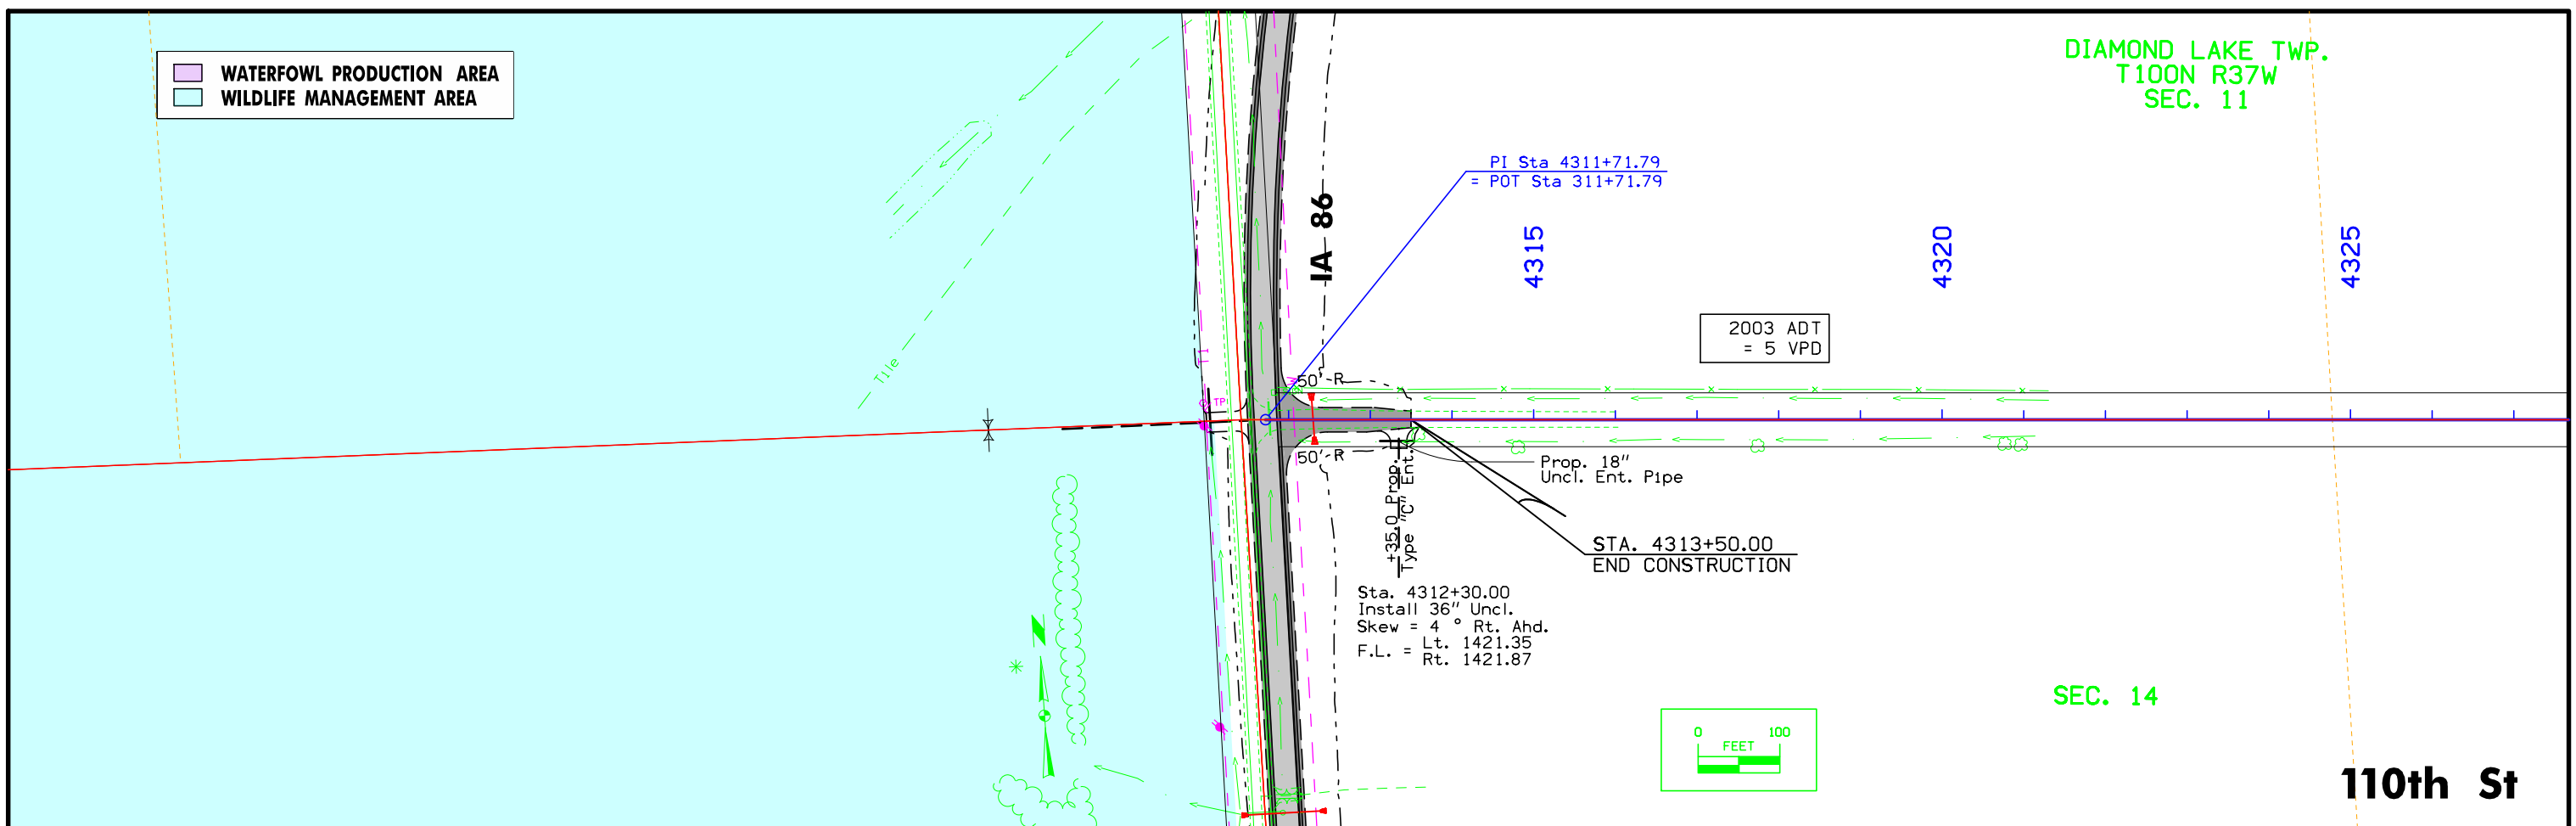 WATERFOWL PRODUCTION AREA
WILDLIFE MANAGEMENT AREA
DIAMOND LAKE TWP.
T100N R37W
SEC. 11
PI Sta 4311+71.79
= POT Sta 311+71.79
IA 86
4315
4320
4325
2003 ADT
= 5 VPD
Tile
T1
TP
50' R
50' R
+35.0 Prop.
Type "C" Ent.
Prop. 18"
Uncl. Ent. Pipe
STA. 4313+50.00
END CONSTRUCTION
Sta. 4312+30.00
Install 36" Uncl.
Skew = 4 ° Rt. Ahd.
F.L. = Lt. 1421.35
Rt. 1421.87
SEC. 14
0 100
FEET
110th St